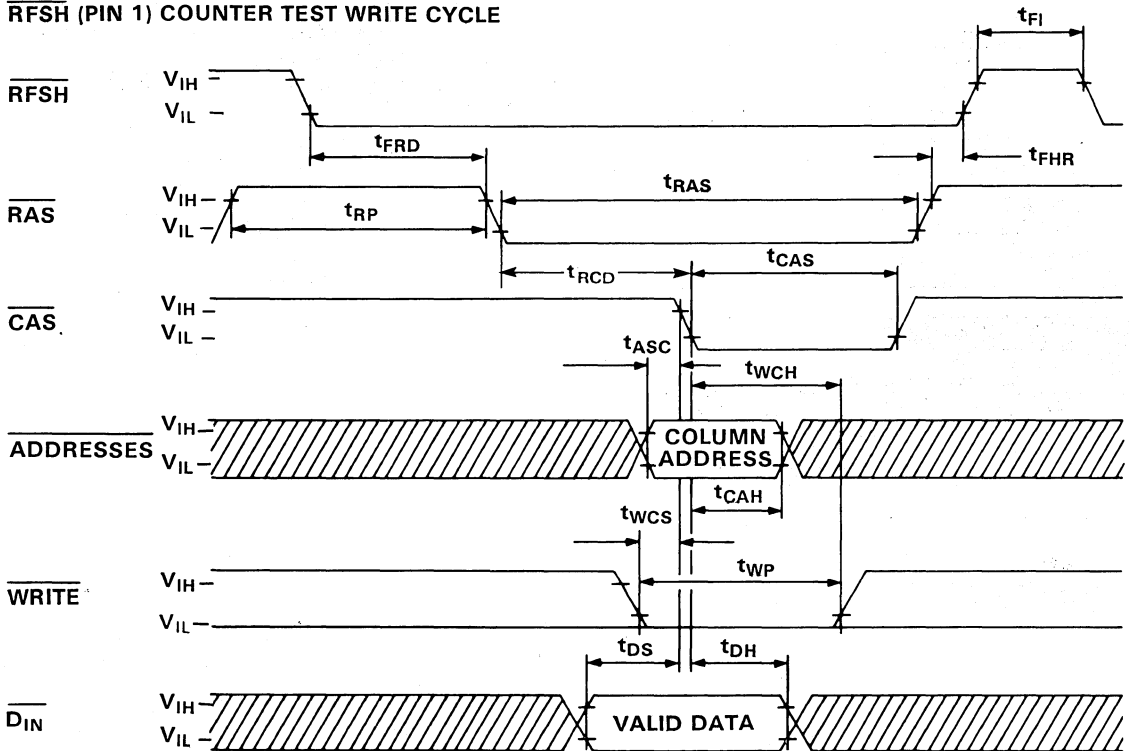 RFSH (PIN 1) COUNTER TEST WRITE CYCLE
tFI
RFSH
VIH
VIL
tFRD
tFHR
RAS
VIH
VIL
tRP
tRAS
tRCD
tCAS
CAS
VIH
VIL
tASC
tWCH
ADDRESSES
VIH
VIL
COLUMN
ADDRESS
tCAH
tWCS
tWP
WRITE
VIH
VIL
tDS
tDH
DIN
VIH
VIL
VALID DATA